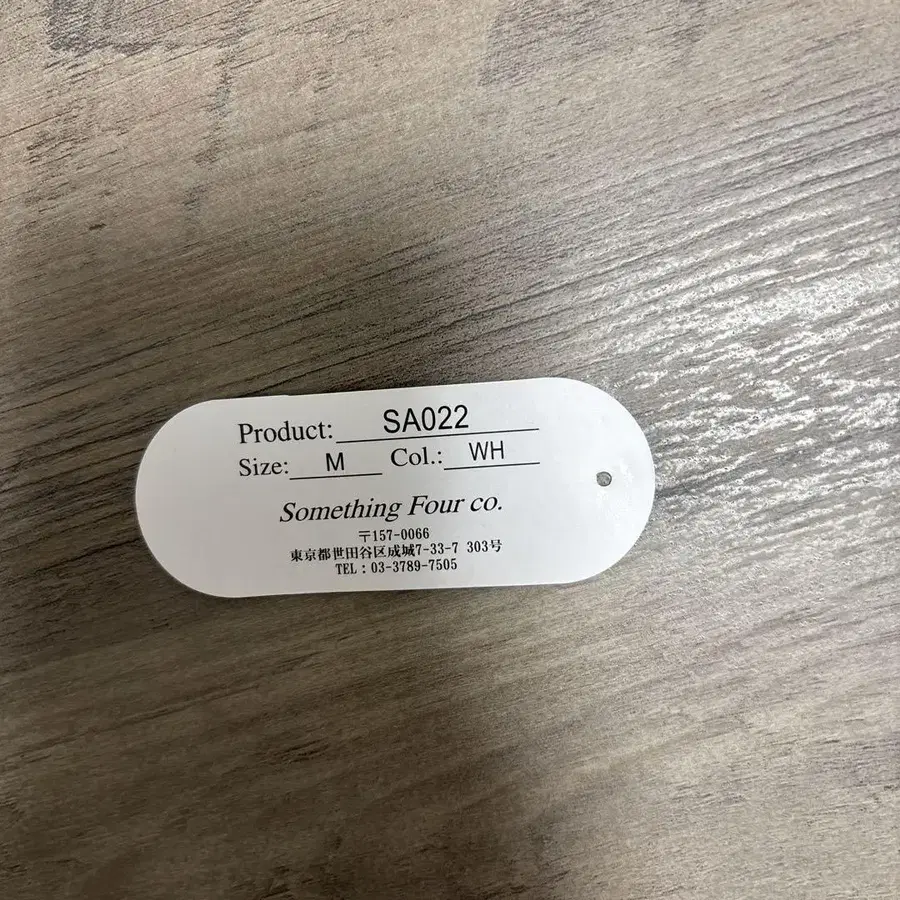 Product: SA022
Size: M Col.: WH
Something Four co.
〒157-0066
東京都世田谷区成城7-33-7 303号
TEL：03-3789-7505